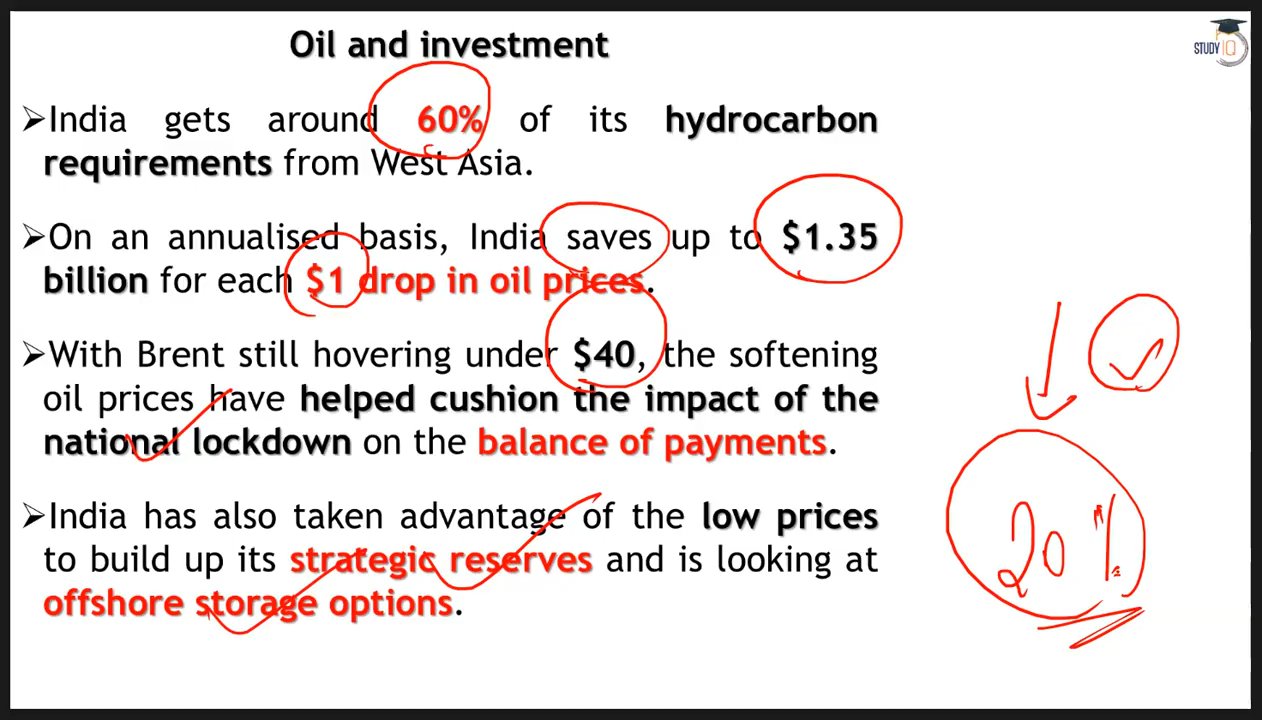 Oil and investment
STUDY IQ
➢India gets around 60% of its hydrocarbon
requirements from West Asia.
➢On an annualised basis, India saves up to $1.35
billion for each $1 drop in oil prices.
➢With Brent still hovering under $40, the softening
oil prices have helped cushion the impact of the
national lockdown on the balance of payments.
➢India has also taken advantage of the low prices
to build up its strategic reserves and is looking at
offshore storage options.
20%